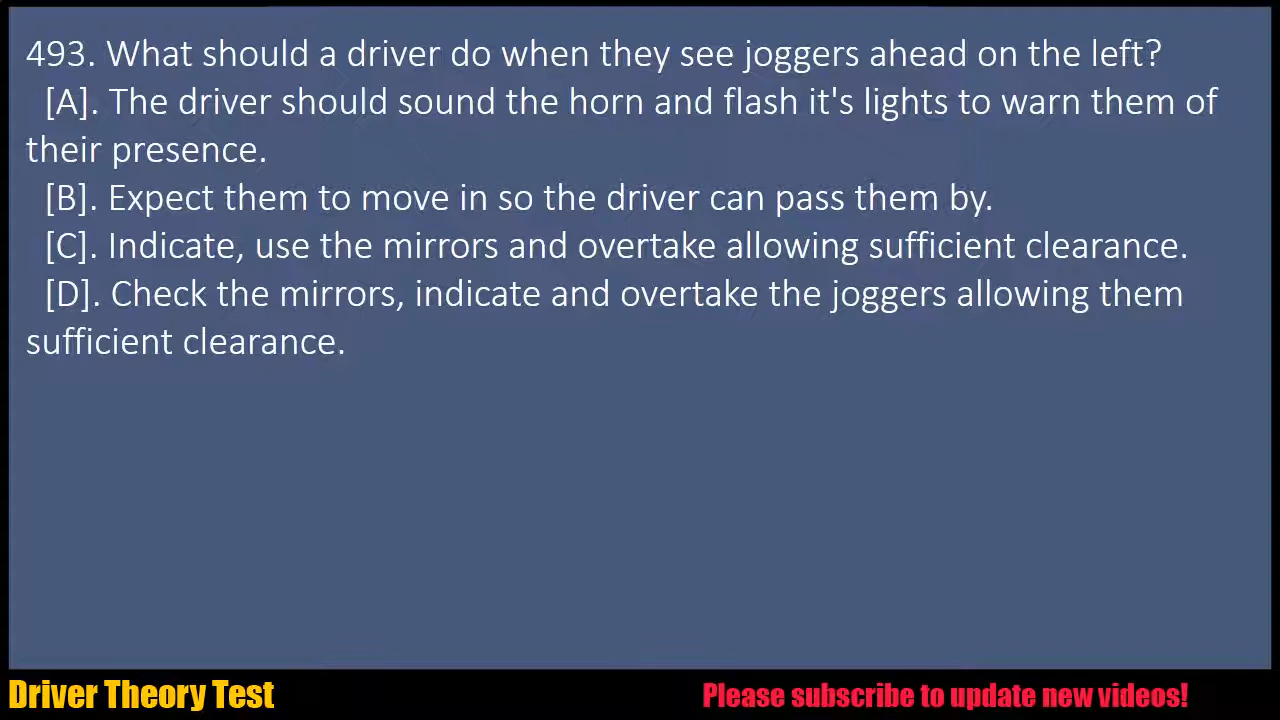 493. What should a driver do when they see joggers ahead on the left?
[A]. The driver should sound the horn and flash it's lights to warn them of
their presence.
[B]. Expect them to move in so the driver can pass them by.
[C]. Indicate, use the mirrors and overtake allowing sufficient clearance.
[D]. Check the mirrors, indicate and overtake the joggers allowing them
sufficient clearance.
Driver Theory Test
Please subscribe to update new videos!